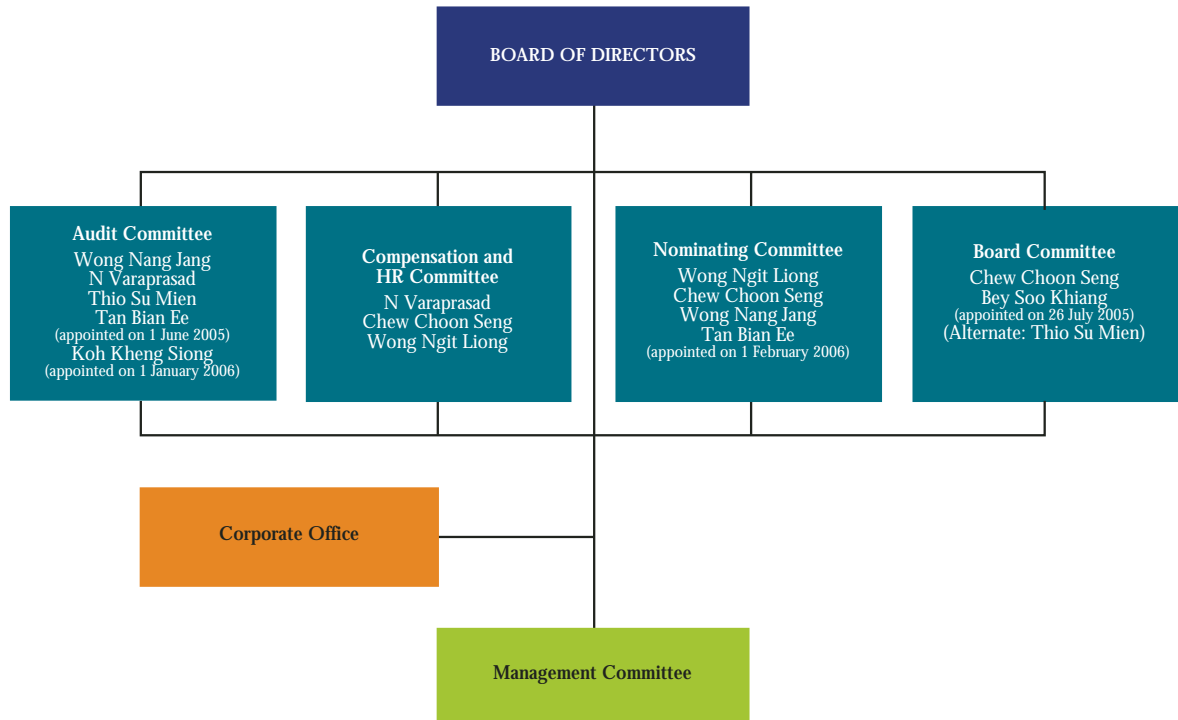 BOARD OF DIRECTORS
Audit Committee
Wong Nang Jang
N Varaprasad
Thio Su Mien
Tan Bian Ee
(appointed on 1 June 2005)
Koh Kheng Siong
(appointed on 1 January 2006)
Compensation and
HR Committee
N Varaprasad
Chew Choon Seng
Wong Ngit Liong
Nominating Committee
Wong Ngit Liong
Chew Choon Seng
Wong Nang Jang
Tan Bian Ee
(appointed on 1 February 2006)
Board Committee
Chew Choon Seng
Bey Soo Khiang
(appointed on 26 July 2005)
(Alternate: Thio Su Mien)
Corporate Office
Management Committee